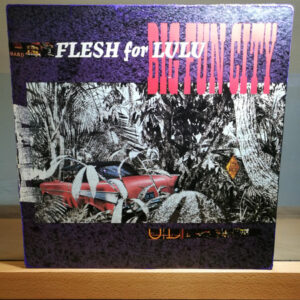 FLESH for LULU
BIG FUN CITY